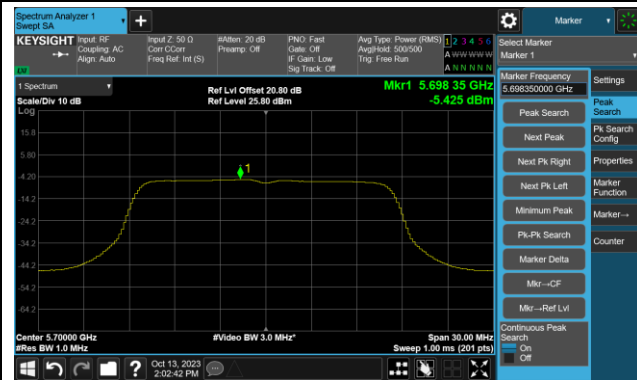 Spectrum Analyzer 1
Swept SA
+
Marker
KEYSIGHT
Input: RF
Coupling: AC
Align: Auto
Input Z: 50 Ω
Corr CCorr
Freq Ref: Int (S)
#Atten: 20 dB
Preamp: Off
PNO: Fast
Gate: Off
IF Gain: Low
Sig Track: Off
Avg Type: Power (RMS)
Avg|Hold: 500/500
Trig: Free Run
1 2 3 4 5 6
A W W W W W
A N N N N N
LXI
Select Marker
Marker 1
1 Spectrum
Scale/Div 10 dB
Log
Ref Lvl Offset 20.80 dB
Ref Level 25.80 dBm
Mkr1 5.698 35 GHz
-5.425 dBm
15.8
5.80
-4.20
-14.2
-24.2
-34.2
-44.2
-54.2
-64.2
1
Center 5.70000 GHz
#Res BW 1.0 MHz
#Video BW 3.0 MHz*
Span 30.00 MHz
Sweep 1.00 ms (201 pts)
Marker Frequency
5.698350000 GHz
Peak Search
Next Peak
Next Pk Right
Next Pk Left
Minimum Peak
Pk-Pk Search
Marker Delta
Mkr→CF
Mkr→Ref Lvl
Continuous Peak
Search
On
Off
Settings
Peak
Search
Pk Search
Config
Properties
Marker
Function
Marker→
Counter
?
Oct 13, 2023
2:02:42 PM